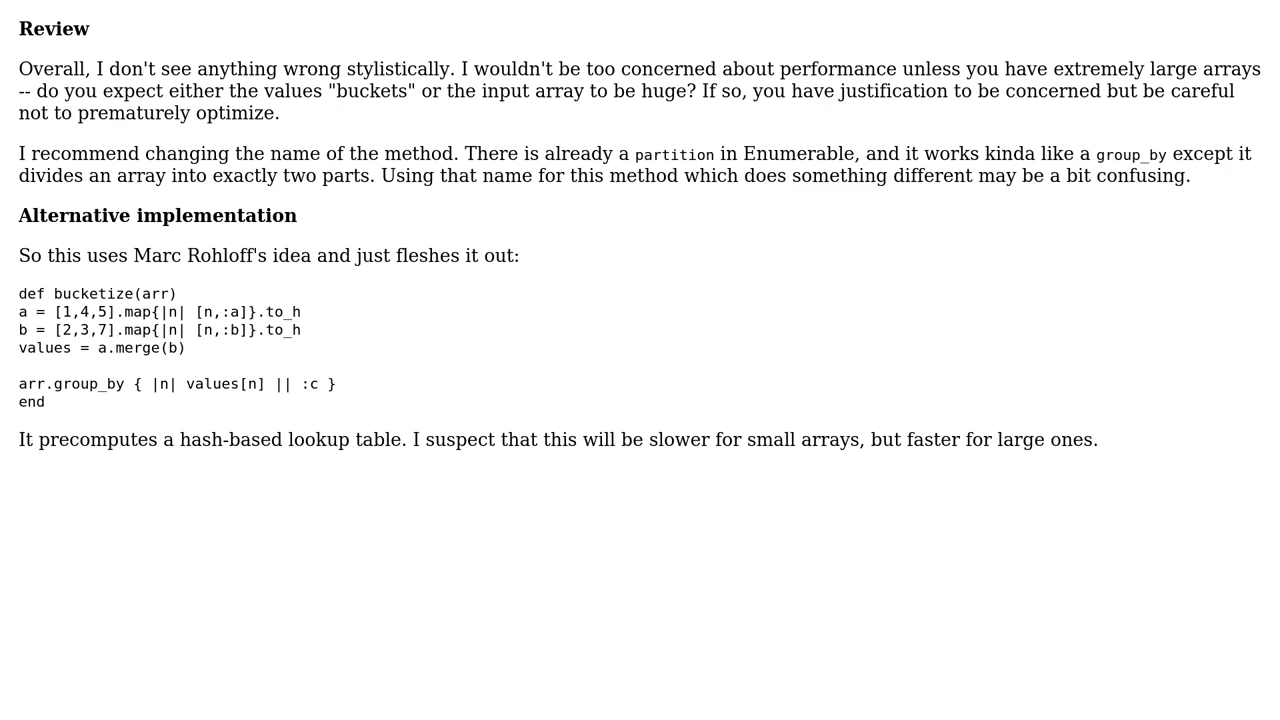 Review
Overall, I don't see anything wrong stylistically. I wouldn't be too concerned about performance unless you have extremely large arrays
-- do you expect either the values "buckets" or the input array to be huge? If so, you have justification to be concerned but be careful
not to prematurely optimize.
I recommend changing the name of the method. There is already a partition in Enumerable, and it works kinda like a group_by except it
divides an array into exactly two parts. Using that name for this method which does something different may be a bit confusing.
Alternative implementation
So this uses Marc Rohloff's idea and just fleshes it out:
def bucketize(arr)
a = [1,4,5].map{|n| [n,:a]}.to_h
b = [2,3,7].map{|n| [n,:b]}.to_h
values = a.merge(b)
arr.group_by { |n| values[n] || :c }
end
It precomputes a hash-based lookup table. I suspect that this will be slower for small arrays, but faster for large ones.